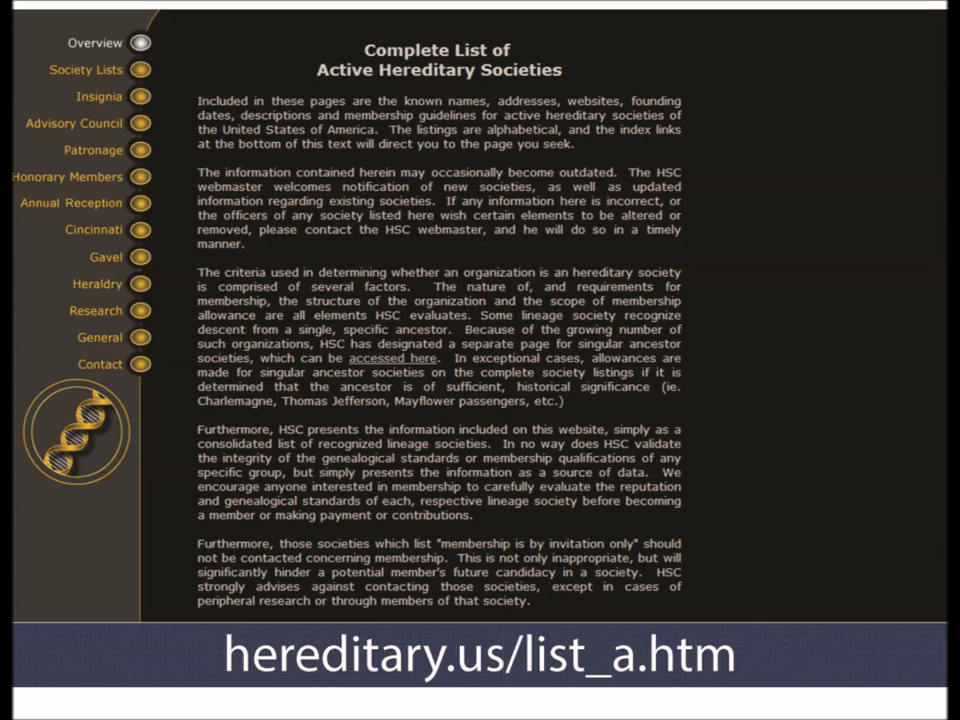 Overview
Society Lists
Insignia
Advisory Council
Patronage
Honorary Members
Annual Reception
Cincinnati
Gavel
Heraldry
Research
General
Contact
Complete List of
Active Hereditary Societies
Included in these pages are the known names, addresses, websites, founding
dates, descriptions and membership guidelines for active hereditary societies of
the United States of America. The listings are alphabetical, and the index links
at the bottom of this text will direct you to the page you seek.
The information contained herein may occasionally become outdated. The HSC
webmaster welcomes notification of new societies, as well as updated
information regarding existing societies. If any information here is incorrect, or
the officers of any society listed here wish certain elements to be altered or
removed, please contact the HSC webmaster, and he will do so in a timely
manner.
The criteria used in determining whether an organization is an hereditary society
is comprised of several factors. The nature of, and requirements for
membership, the structure of the organization and the scope of membership
allowance are all elements HSC evaluates. Some lineage society recognize
descent from a single, specific ancestor. Because of the growing number of
such organizations, HSC has designated a separate page for singular ancestor
societies, which can be accessed here. In exceptional cases, allowances are
made for singular ancestor societies on the complete society listings if it is
determined that the ancestor is of sufficient, historical significance (ie.
Charlemagne, Thomas Jefferson, Mayflower passengers, etc.)
Furthermore, HSC presents the information included on this website, simply as a
consolidated list of recognized lineage societies. In no way does HSC validate
the integrity of the genealogical standards or membership qualifications of any
specific group, but simply presents the information as a source of data. We
encourage anyone interested in membership to carefully evaluate the reputation
and genealogical standards of each, respective lineage society before becoming
a member or making payment or contributions.
Furthermore, those societies which list "membership is by invitation only" should
not be contacted concerning membership. This is not only inappropriate, but will
significantly hinder a potential member's future candidacy in a society. HSC
strongly advises against contacting those societies, except in cases of
peripheral research or through members of that society.
hereditary.us/list_a.htm